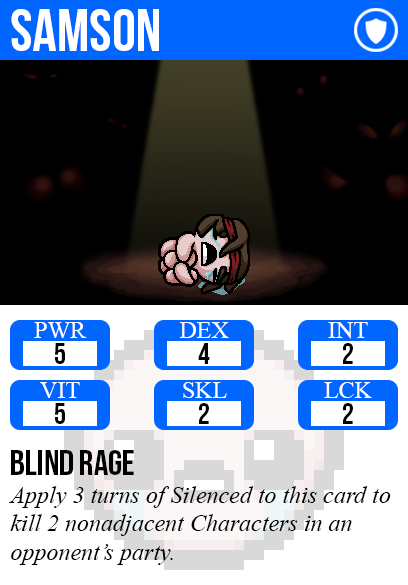 SAMSON
PWR DEX INT
5 4 2
VIT SKL LCK
5 2 2
BLIND RAGE
Apply 3 turns of Silenced to this card to
kill 2 nonadjacent Characters in an
opponent's party.